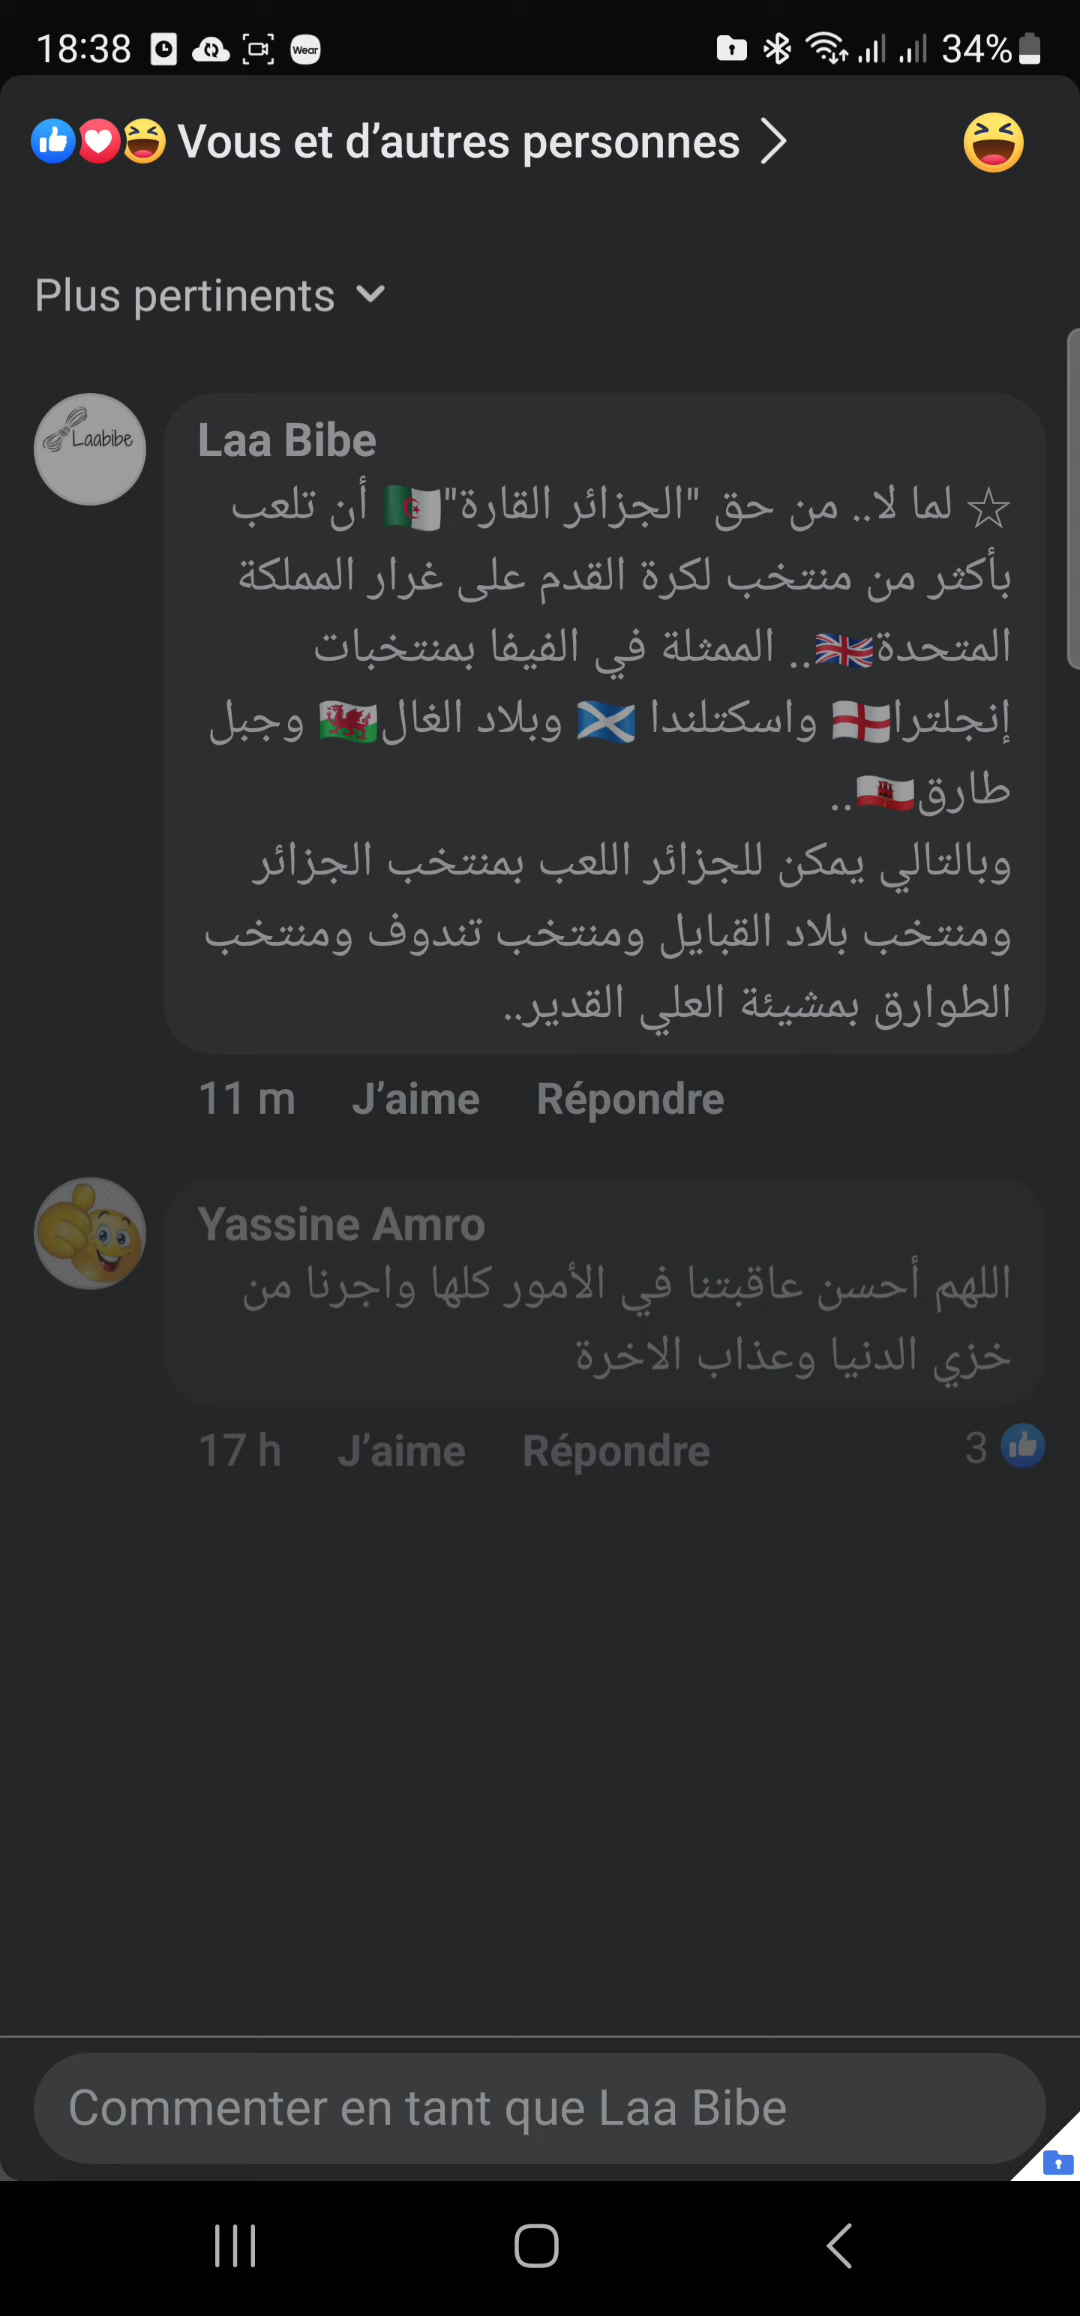 18:38 Wear 34%
Vous et d’autres personnes
Plus pertinents
Laabibe
Laa Bibe
☆ لما لا.. من حق "الجزائر القارة"🇩🇿 أن تلعب
بأكثر من منتخب لكرة القدم على غرار المملكة
المتحدة🇬🇧.. الممثلة في الفيفا بمنتخبات
إنجلترا🏴󠁧󠁢󠁥󠁮󠁧󠁿 واسكتلندا 🏴󠁧󠁢󠁳󠁣󠁴󠁿 وبلاد الغال🏴󠁧󠁢󠁷󠁬󠁳󠁿 وجبل
طارق🇬🇮..
وبالتالي يمكن للجزائر اللعب بمنتخب الجزائر
ومنتخب بلاد القبايل ومنتخب تندوف ومنتخب
الطوارق بمشيئة العلي القدير..
11 m J’aime Répondre
Yassine Amro
اللهم أحسن عاقبتنا في الأمور كلها واجرنا من
خزي الدنيا وعذاب الاخرة
17 h J’aime Répondre 3
Commenter en tant que Laa Bibe